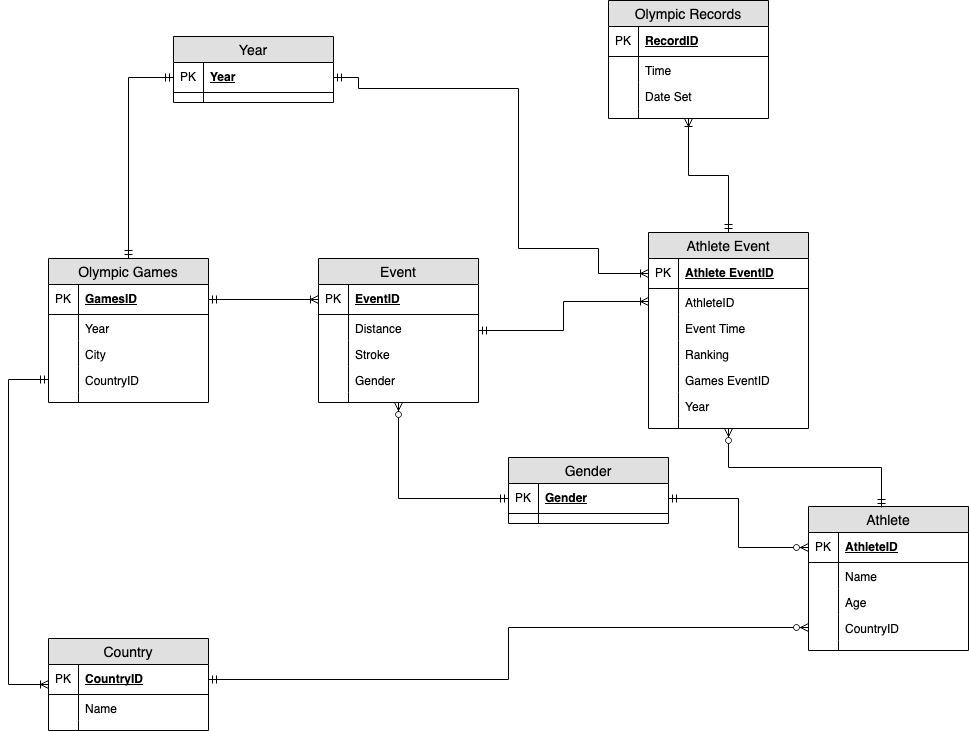 Olympic Records
PK RecordID
Time
Date Set
Year
PK Year
Athlete Event
PK Athlete EventID
AthleteID
Event Time
Ranking
Games EventID
Year
Olympic Games
PK GamesID
Year
City
CountryID
Event
PK EventID
Distance
Stroke
Gender
Gender
PK Gender
Athlete
PK AthleteID
Name
Age
CountryID
Country
PK CountryID
Name